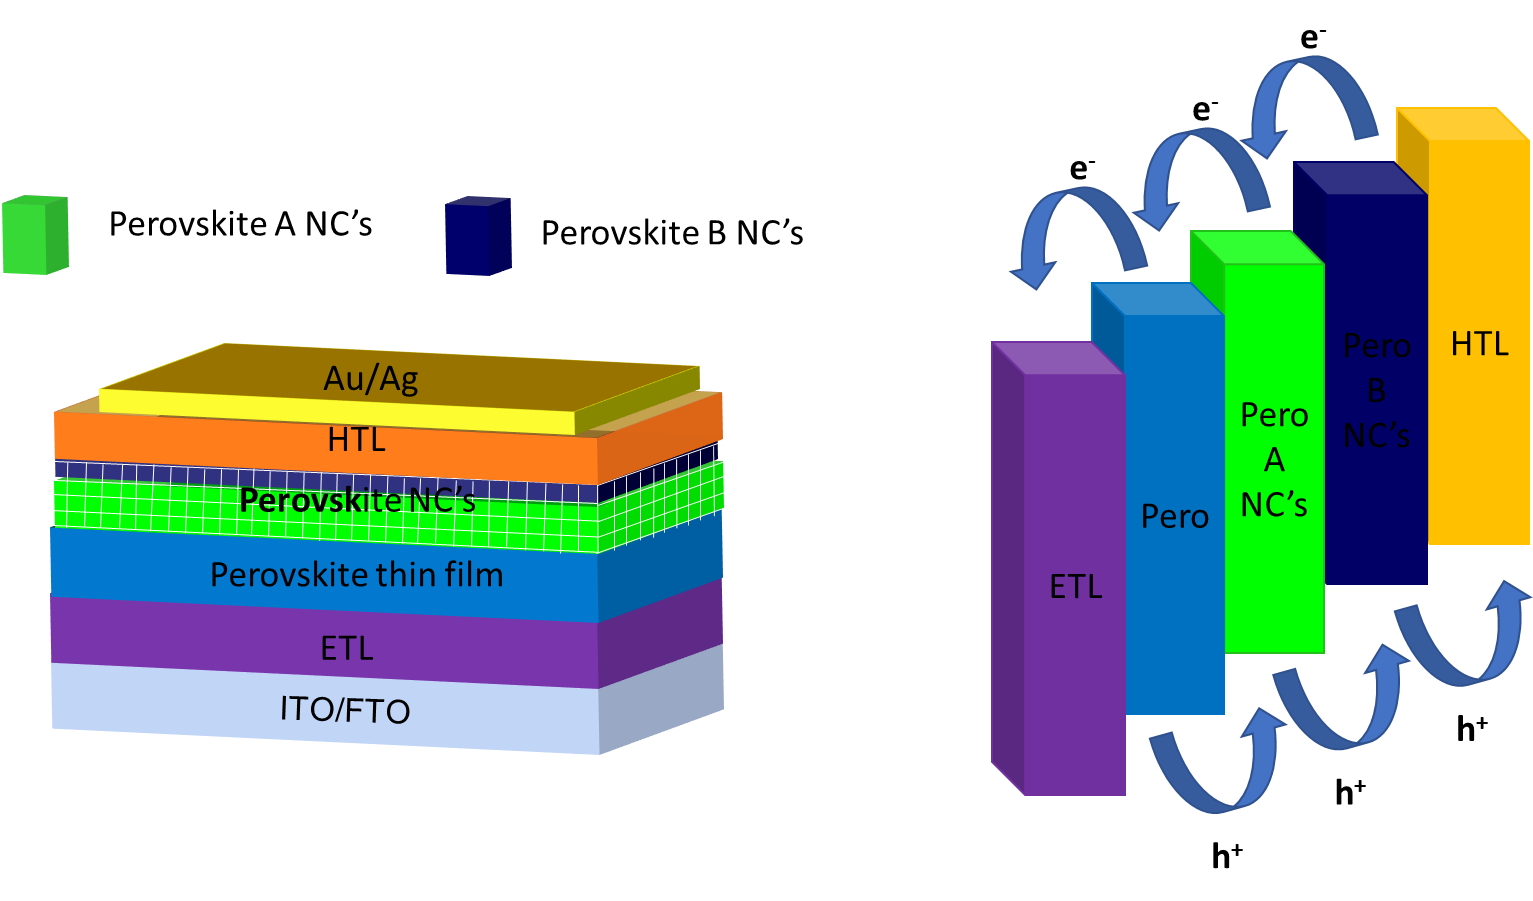 Perovskite A NC’s
Perovskite B NC’s
Au/Ag
HTL
Perovskite NC’s
Perovskite thin film
ETL
ITO/FTO
e-
e-
e-
HTL
Pero
B
NC’s
Pero
A
NC’s
Pero
ETL
h+
h+
h+